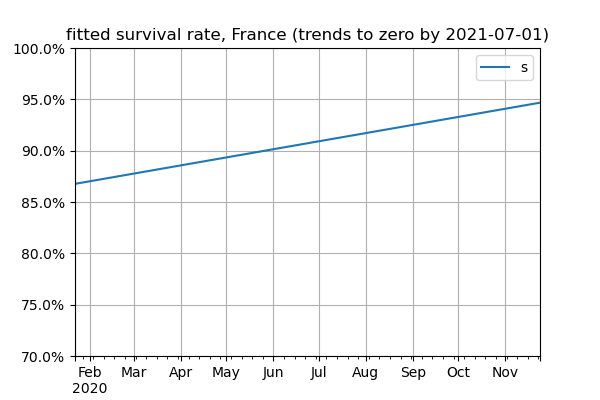 fitted survival rate, France (trends to zero by 2021-07-01)
s
100.0%
95.0%
90.0%
85.0%
80.0%
75.0%
70.0%
Feb Mar Apr May Jun Jul Aug Sep Oct Nov
2020